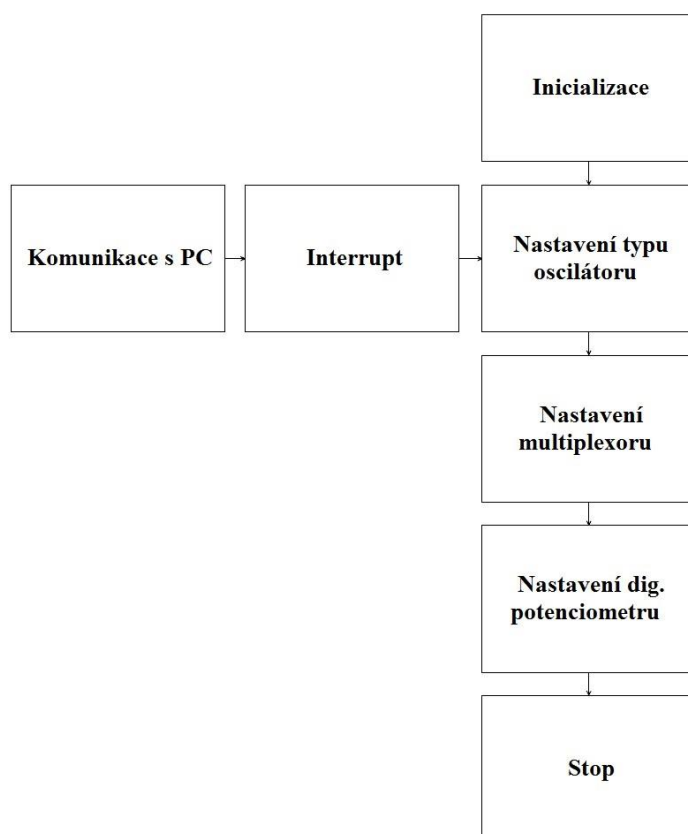 Inicializace
Komunikace s PC
Interrupt
Nastavení typu
oscilátoru
Nastavení
multiplexoru
Nastavení dig.
potenciometru
Stop